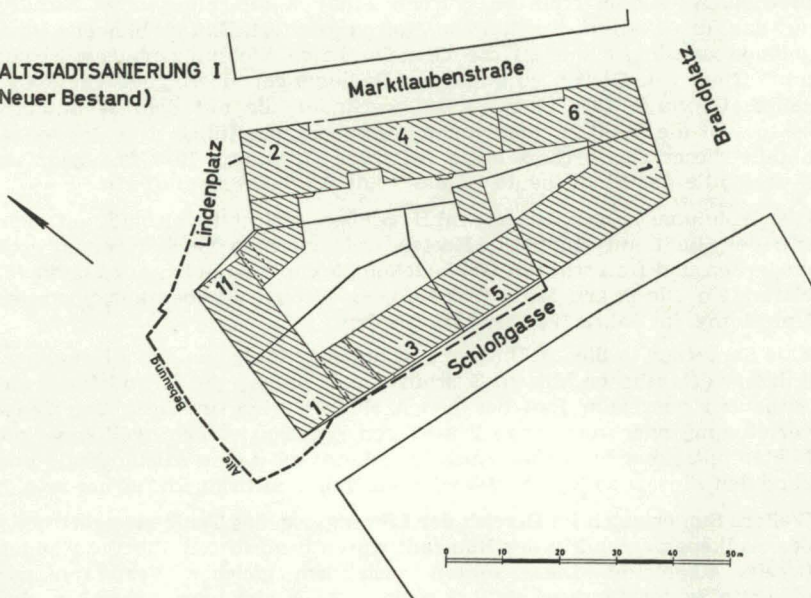 ALTSTADTSANIERUNG I
(Neuer Bestand)
Marktlaubenstraße
Brandplatz
Lindenplatz
2
4
6
7
11
5
3
1
Schloßgasse
Alte Bebauung
0 10 20 30 40 50 m